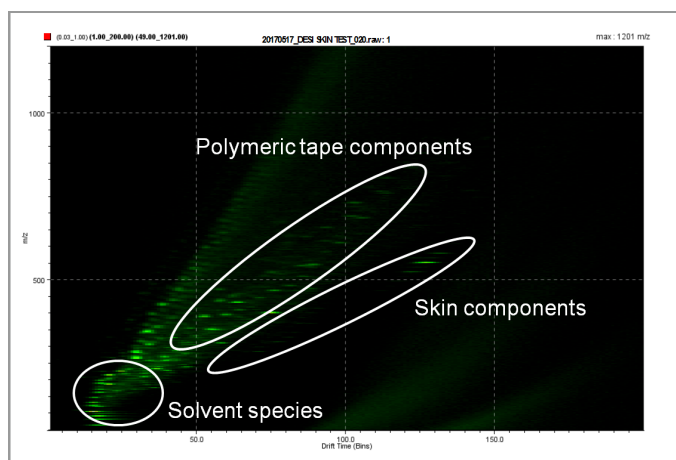 (0.03_1.00) (1.00_200.00) (49.00_1201.00) 20170517_DESI SKIN TEST_020.raw : 1 max : 1201 m/z
1000
Polymeric tape components
m/z
500
Skin components
Solvent species
50.0 100.0 150.0
Drift Time (Bins)